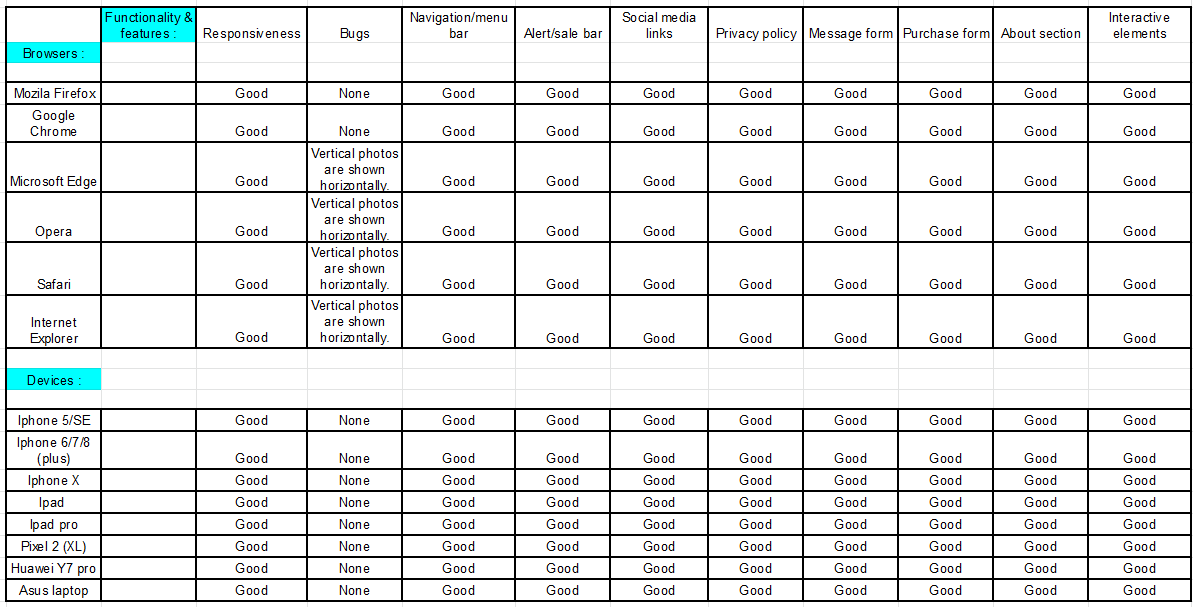 Functionality & features : Responsiveness Bugs Navigation/menu bar Alert/sale bar Social media links Privacy policy Message form Purchase form About section Interactive elements
Browsers :
Mozila Firefox Good None Good Good Good Good Good Good Good Good
Google Chrome Good None Good Good Good Good Good Good Good Good
Microsoft Edge Good Vertical photos are shown horizontally. Good Good Good Good Good Good Good Good
Opera Good Vertical photos are shown horizontally. Good Good Good Good Good Good Good Good
Safari Good Vertical photos are shown horizontally. Good Good Good Good Good Good Good Good
Internet Explorer Good Vertical photos are shown horizontally. Good Good Good Good Good Good Good Good
Devices :
Iphone 5/SE Good None Good Good Good Good Good Good Good Good
Iphone 6/7/8 (plus) Good None Good Good Good Good Good Good Good Good
Iphone X Good None Good Good Good Good Good Good Good Good
Ipad Good None Good Good Good Good Good Good Good Good
Ipad pro Good None Good Good Good Good Good Good Good Good
Pixel 2 (XL) Good None Good Good Good Good Good Good Good Good
Huawei Y7 pro Good None Good Good Good Good Good Good Good Good
Asus laptop Good None Good Good Good Good Good Good Good Good